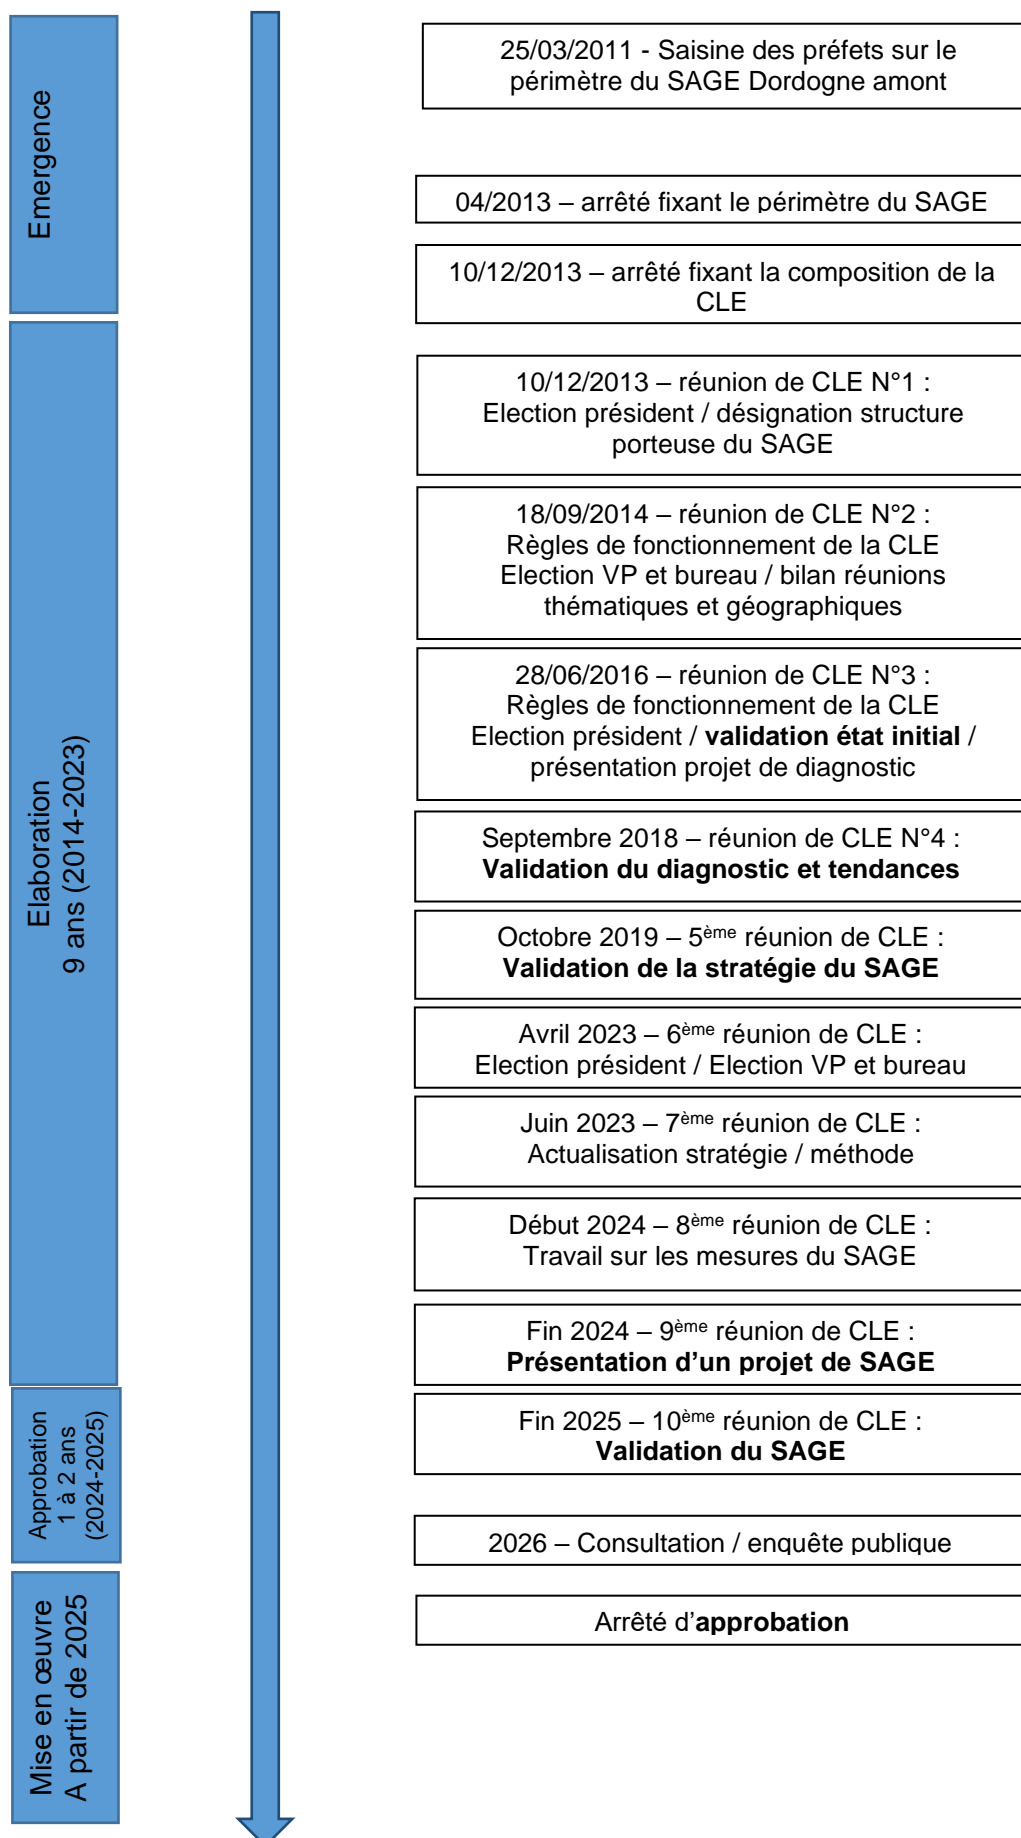 Emergence
25/03/2011 - Saisine des préfets sur le
périmètre du SAGE Dordogne amont
04/2013 – arrêté fixant le périmètre du SAGE
10/12/2013 – arrêté fixant la composition de la
CLE
Elaboration
9 ans (2014-2023)
10/12/2013 – réunion de CLE N°1 :
Election président / désignation structure
porteuse du SAGE
18/09/2014 – réunion de CLE N°2 :
Règles de fonctionnement de la CLE
Election VP et bureau / bilan réunions
thématiques et géographiques
28/06/2016 – réunion de CLE N°3 :
Règles de fonctionnement de la CLE
Election président / validation état initial /
présentation projet de diagnostic
Septembre 2018 – réunion de CLE N°4 :
Validation du diagnostic et tendances
Octobre 2019 – 5ème réunion de CLE :
Validation de la stratégie du SAGE
Avril 2023 – 6ème réunion de CLE :
Election président / Election VP et bureau
Juin 2023 – 7ème réunion de CLE :
Actualisation stratégie / méthode
Début 2024 – 8ème réunion de CLE :
Travail sur les mesures du SAGE
Fin 2024 – 9ème réunion de CLE :
Présentation d’un projet de SAGE
Approbation
1 à 2 ans
(2024-2025)
Fin 2025 – 10ème réunion de CLE :
Validation du SAGE
2026 – Consultation / enquête publique
Mise en œuvre
A partir de 2025
Arrêté d’approbation